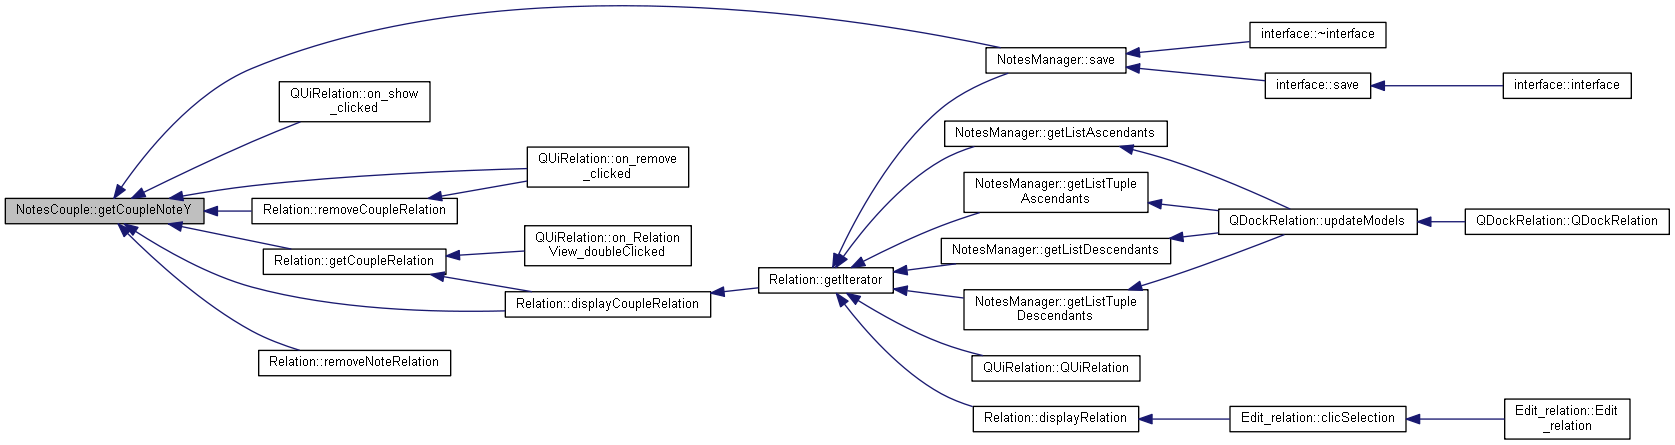 NotesCouple::getCoupleNoteY
QUiRelation::on_show
_clicked
QUiRelation::on_remove
_clicked
Relation::removeCoupleRelation
QUiRelation::on_Relation
View_doubleClicked
Relation::getCoupleRelation
Relation::displayCoupleRelation
Relation::removeNoteRelation
Relation::getIterator
NotesManager::save
interface::~interface
interface::save
interface::interface
NotesManager::getListAscendants
NotesManager::getListTuple
Ascendants
NotesManager::getListDescendants
NotesManager::getListTuple
Descendants
QDockRelation::updateModels
QDockRelation::QDockRelation
QUiRelation::QUiRelation
Relation::displayRelation
Edit_relation::clicSelection
Edit_relation::Edit
_relation